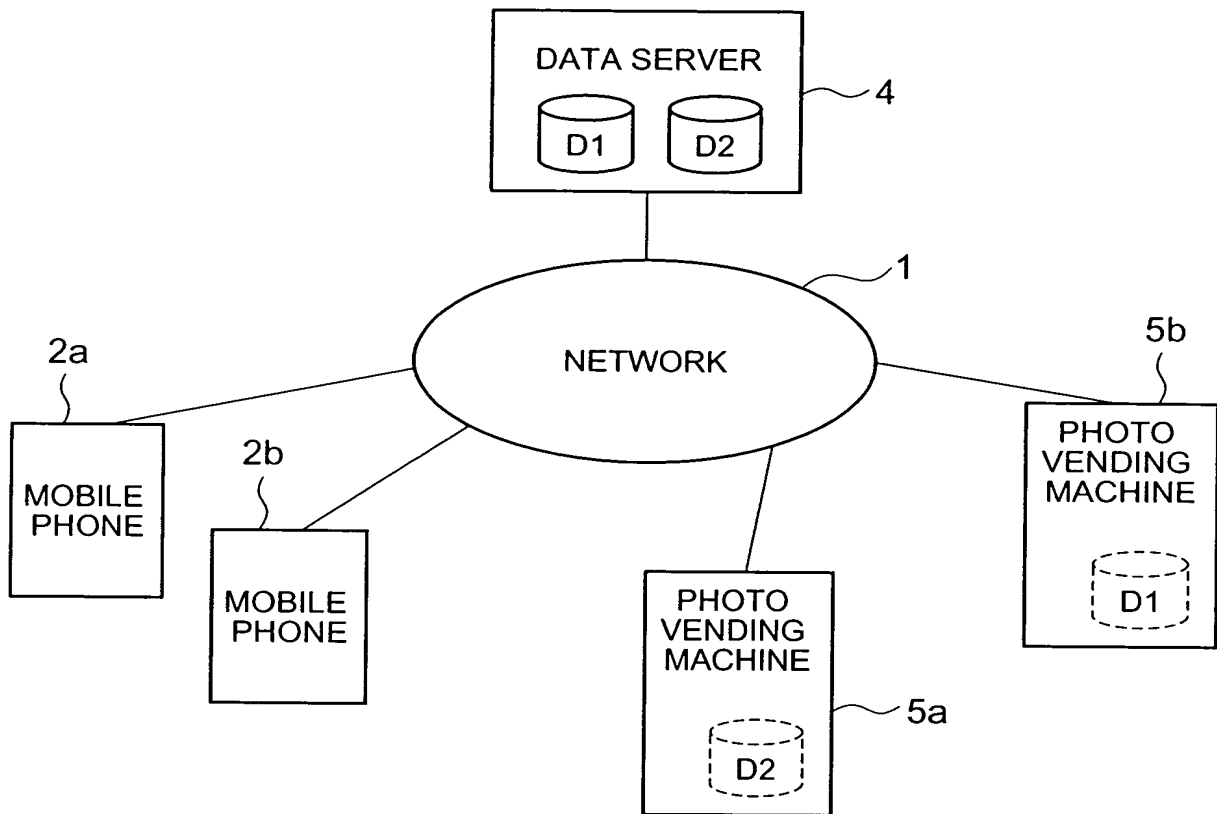 DATA SERVER
D1
D2
4
1
NETWORK
2a
MOBILE
PHONE
2b
MOBILE
PHONE
5b
PHOTO
VENDING
MACHINE
D1
PHOTO
VENDING
MACHINE
5a
D2